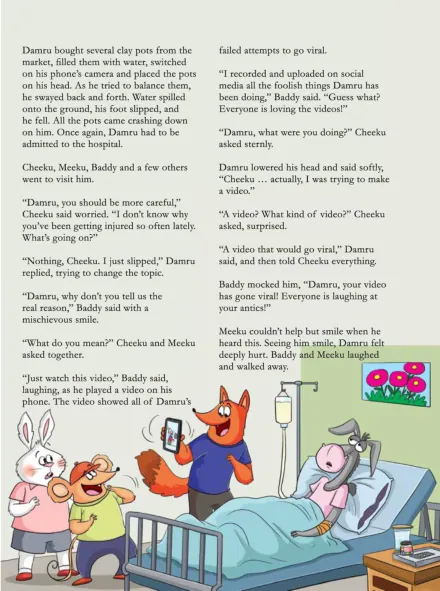 Damru bought several clay pots from the
market, filled them with water, switched
on his phone’s camera and placed the pots
on his head. As he tried to balance them,
he swayed back and forth. Water spilled
onto the ground, his foot slipped, and
he fell. All the pots came crashing down
on him. Once again, Damru had to be
admitted to the hospital.
Cheeku, Meeku, Baddy and a few others
went to visit him.
“Damru, you should be more careful,”
Cheeku said worried. “I don’t know why
you’ve been getting injured so often lately.
What’s going on?”
“Nothing, Cheeku. I just slipped,” Damru
replied, trying to change the topic.
“Damru, why don’t you tell us the
real reason,” Baddy said with a
mischievous smile.
“What do you mean?” Cheeku and Meeku
asked together.
“Just watch this video,” Baddy said,
laughing, as he played a video on his
phone. The video showed all of Damru’s
failed attempts to go viral.
“I recorded and uploaded on social
media all the foolish things Damru has
been doing,” Baddy said. “Guess what?
Everyone is loving the videos!”
“Damru, what were you doing?” Cheeku
asked sternly.
Damru lowered his head and said softly,
“Cheeku … actually, I was trying to make
a video.”
“A video? What kind of video?” Cheeku
asked, surprised.
“A video that would go viral,” Damru
said, and then told Cheeku everything.
Baddy mocked him, “Damru, your video
has gone viral! Everyone is laughing at
your antics!”
Meeku couldn’t help but smile when he
heard this. Seeing him smile, Damru felt
deeply hurt. Baddy and Meeku laughed
and walked away.